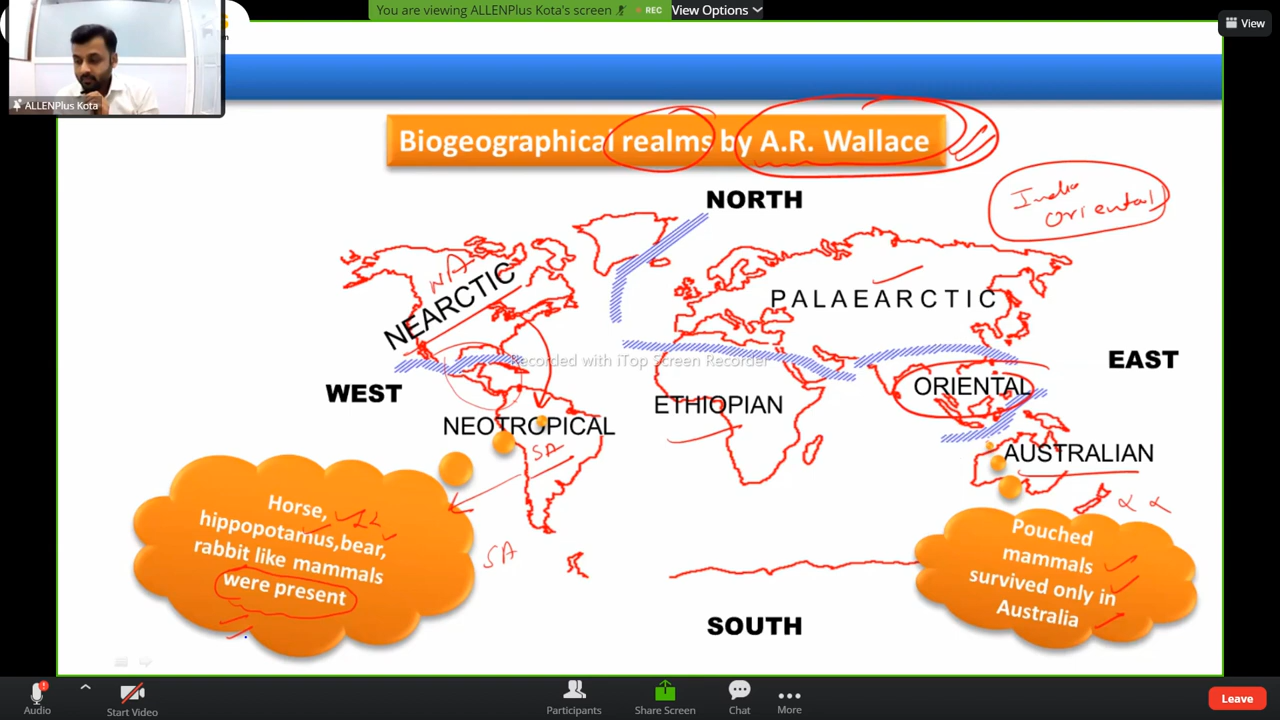 You are viewing ALLENPlus Kota's screen
REC
View Options
View
ALLENPlus Kota
Biogeographical realms by A.R. Wallace
India
Oriental
NORTH
NA
NEARCTIC
PALAEARCTIC
Recorded with iTop Screen Recorder
EAST
WEST
ORIENTAL
ETHIOPIAN
NEOTROPICAL
SA
AUSTRALIAN
Horse,
hippopotamus,bear,
rabbit like mammals
were present
SA
Pouched
mammals
survived only in
Australia
SOUTH
Audio
Start Video
Participants
Share Screen
Chat
More
Leave